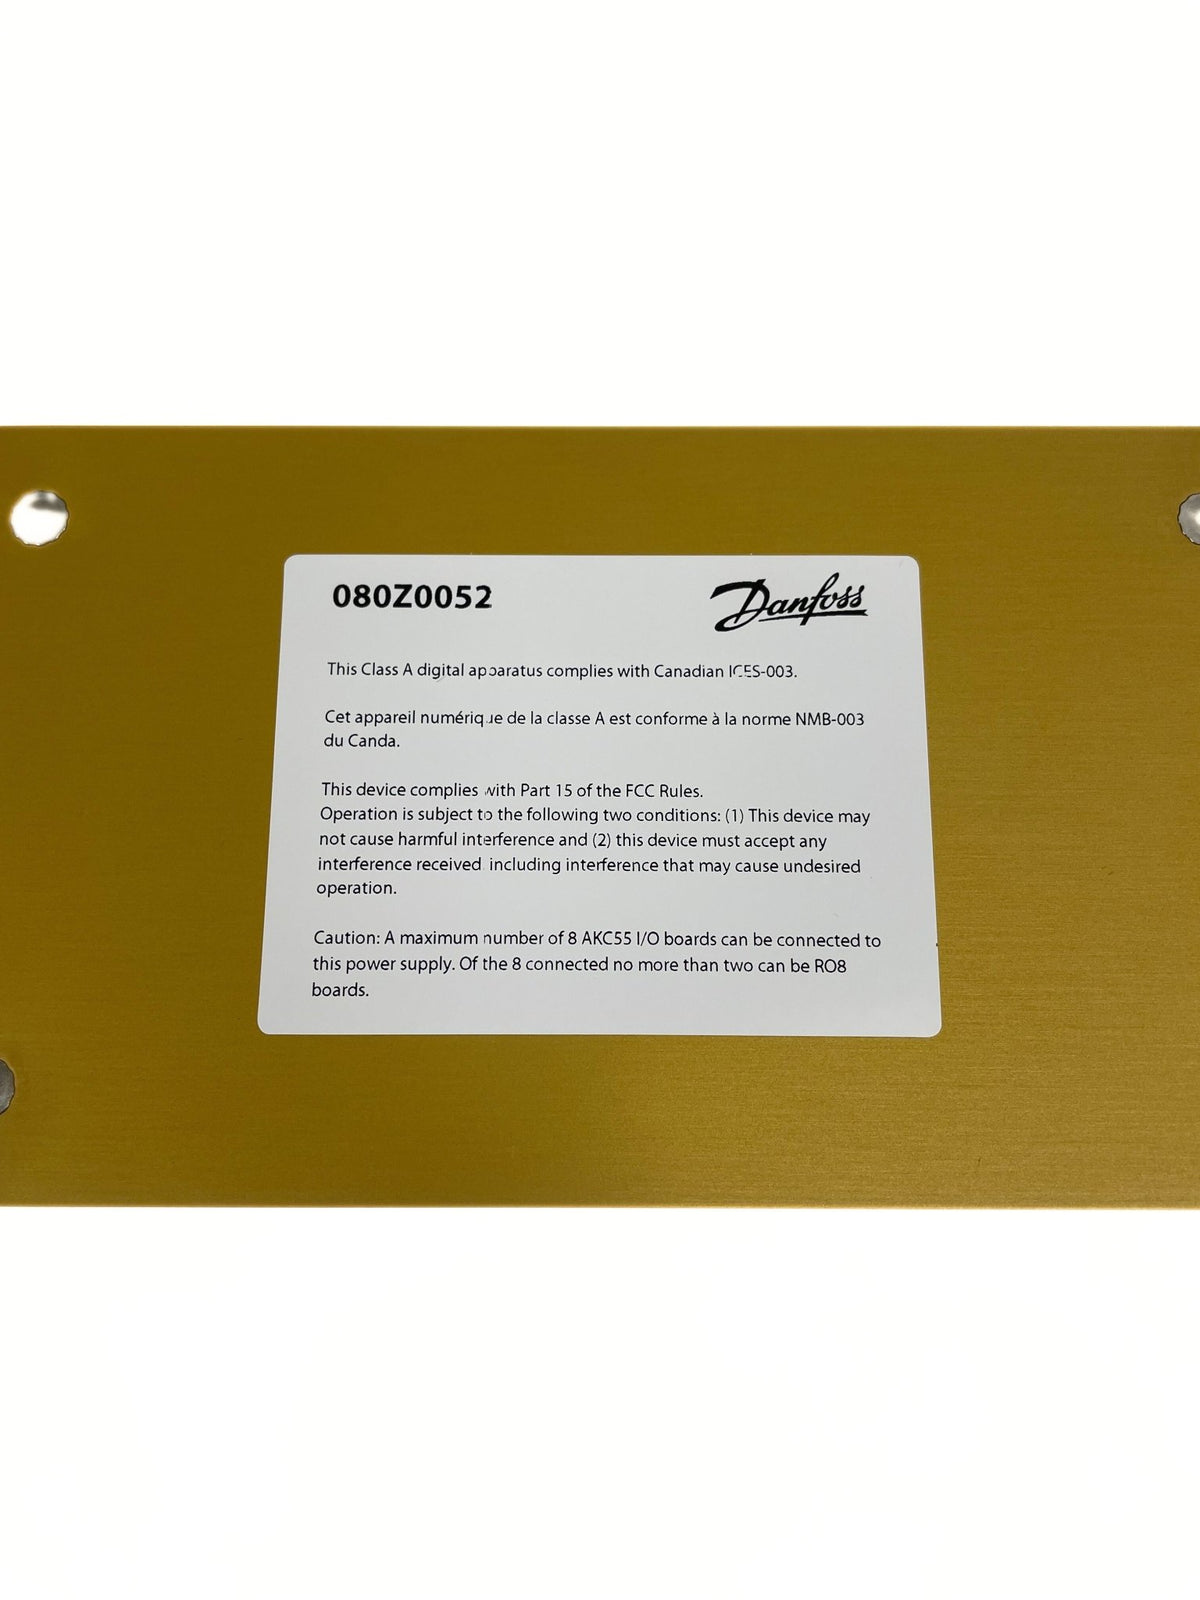 080Z0052 Danfoss
This Class A digital apparatus complies with Canadian ICES-003.
Cet appareil numérique de la classe A est conforme à la norme NMB-003
du Canda.
This device complies with Part 15 of the FCC Rules.
Operation is subject to the following two conditions: (1) This device may
not cause harmful interference and (2) this device must accept any
interference received including interference that may cause undesired
operation.
Caution: A maximum number of 8 AKC55 I/O boards can be connected to
this power supply. Of the 8 connected no more than two can be RO8
boards.